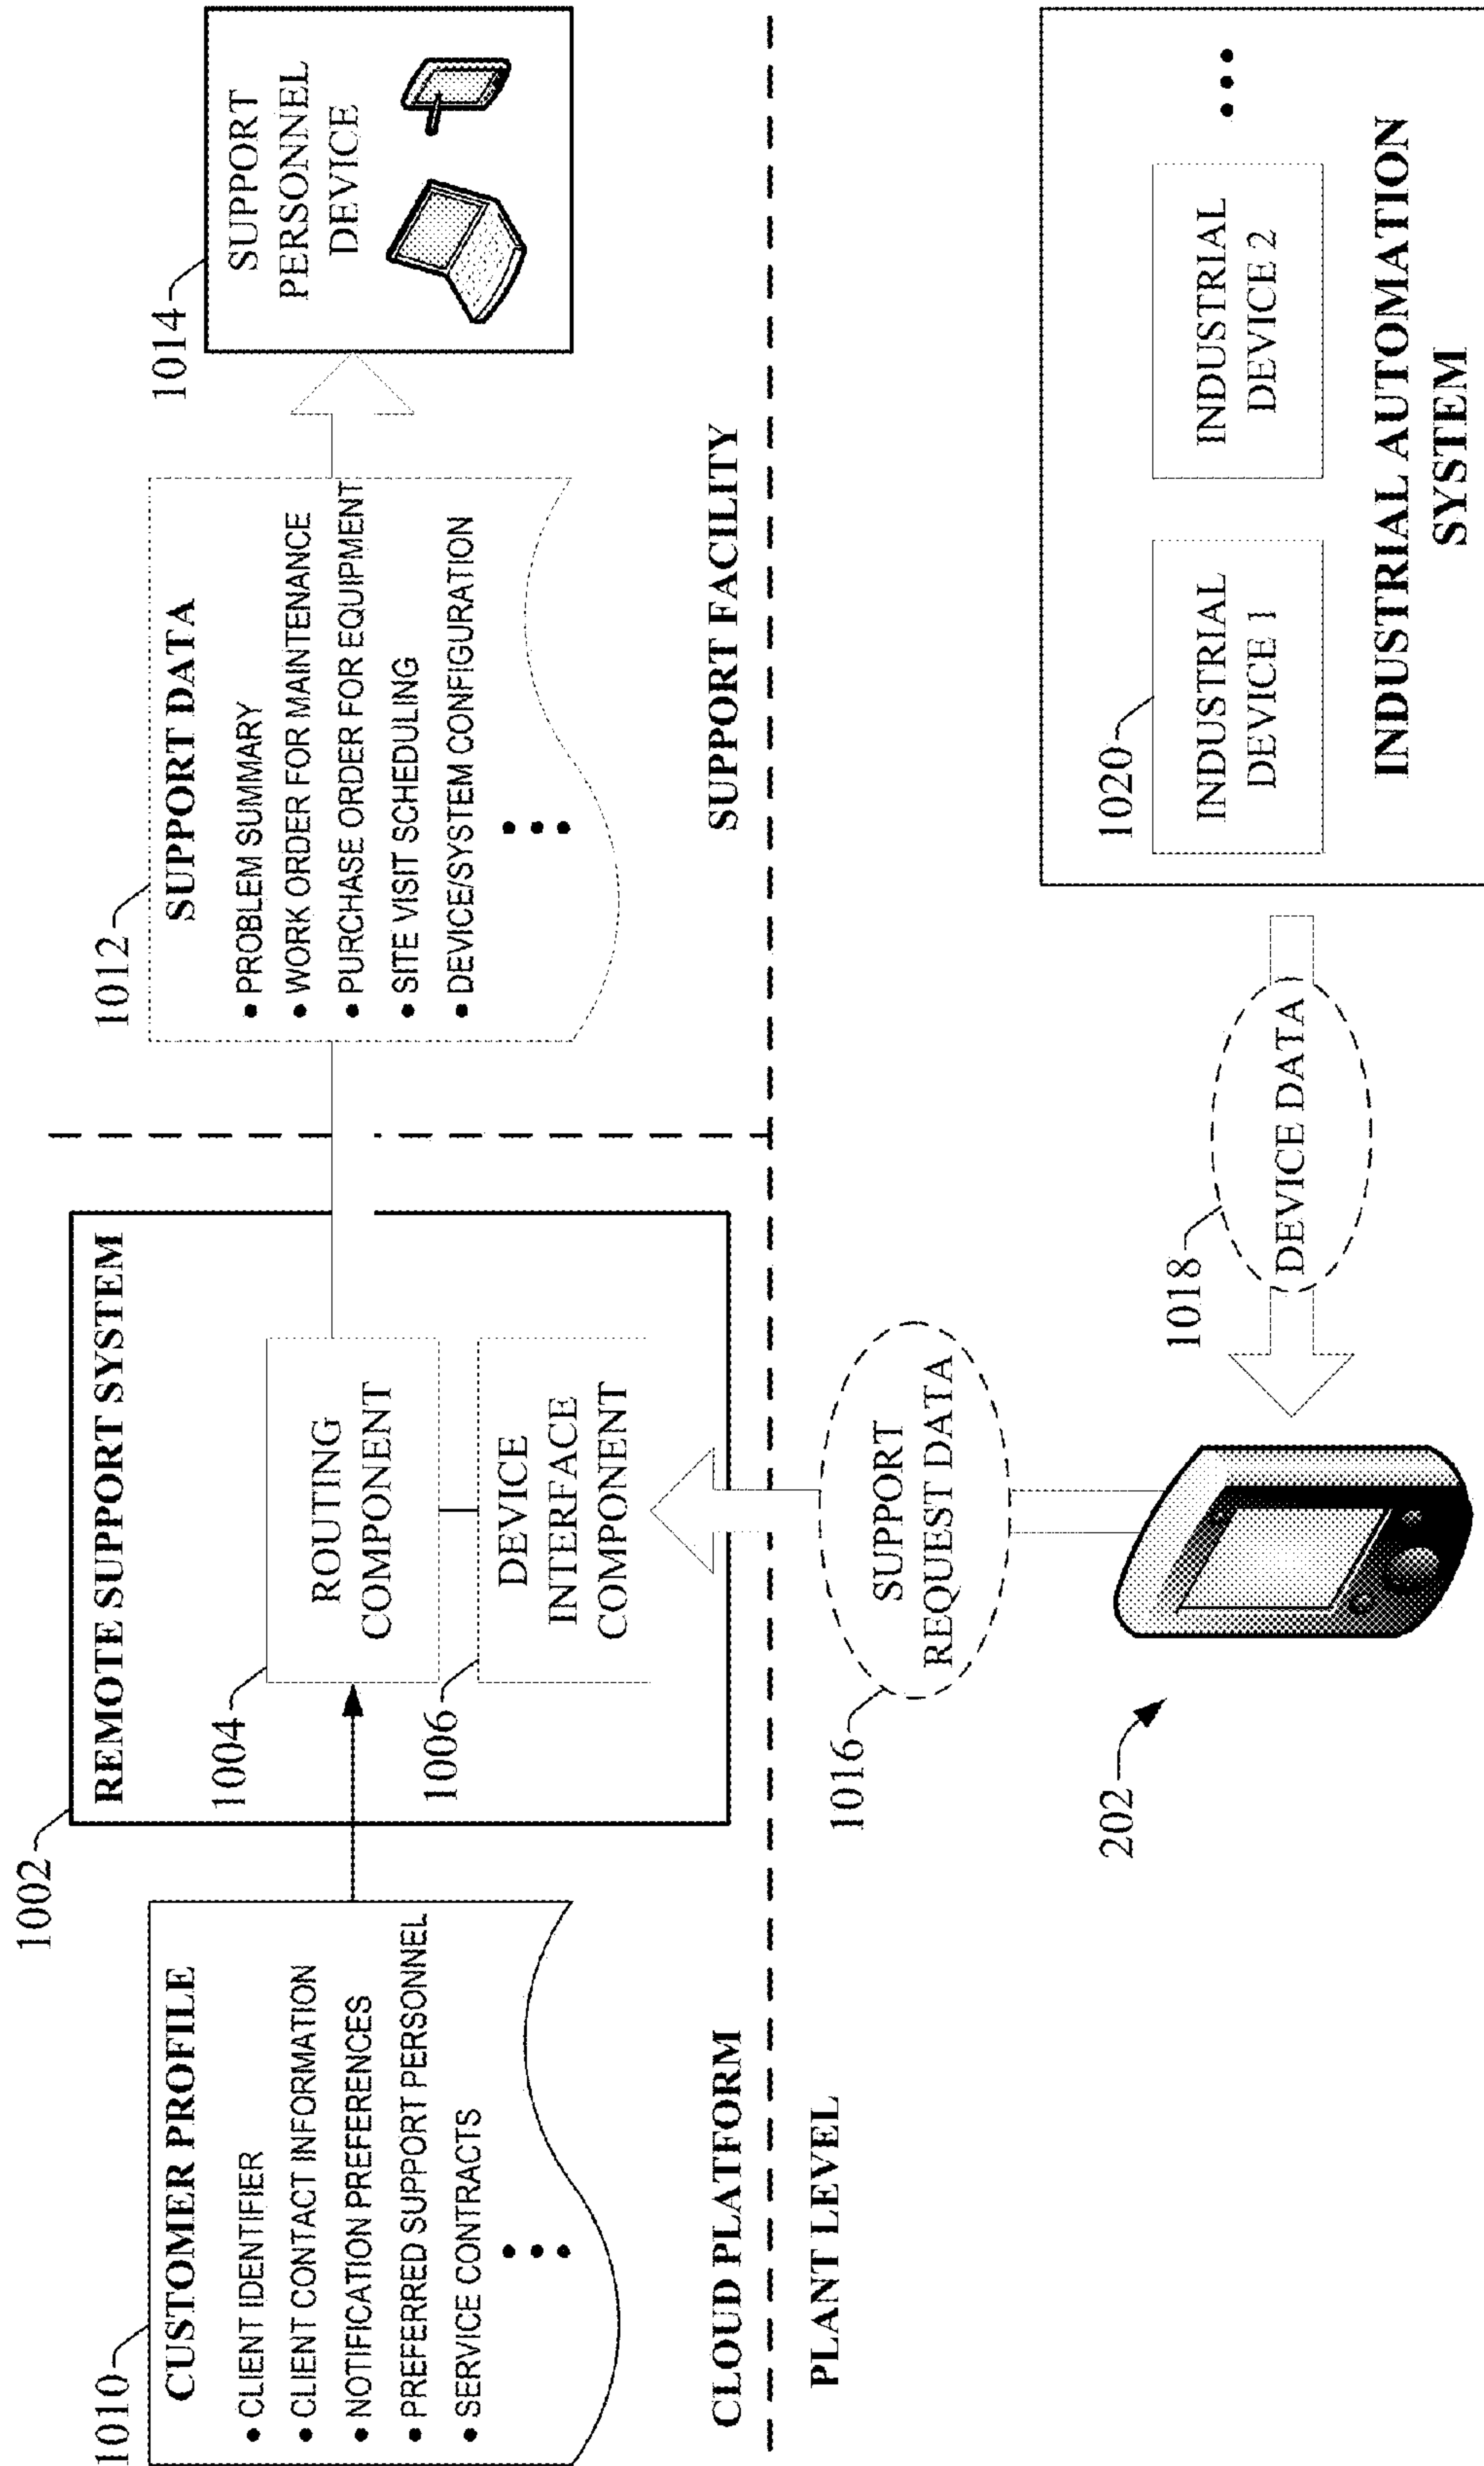 1010
CUSTOMER PROFILE
• CLIENT IDENTIFIER
• CLIENT CONTACT INFORMATION
• NOTIFICATION PREFERENCES
• PREFERRED SUPPORT PERSONNEL
• SERVICE CONTRACTS
1002
REMOTE SUPPORT SYSTEM
1004
ROUTING
COMPONENT
1006
DEVICE
INTERFACE
COMPONENT
1012
SUPPORT DATA
• PROBLEM SUMMARY
• WORK ORDER FOR MAINTENANCE
• PURCHASE ORDER FOR EQUIPMENT
• SITE VISIT SCHEDULING
• DEVICE/SYSTEM CONFIGURATION
1014
SUPPORT
PERSONNEL
DEVICE
CLOUD PLATFORM
SUPPORT FACILITY
PLANT LEVEL
1016
SUPPORT
REQUEST DATA
202
1018
DEVICE DATA
1020
INDUSTRIAL
DEVICE 1
INDUSTRIAL
DEVICE 2
INDUSTRIAL AUTOMATION
SYSTEM